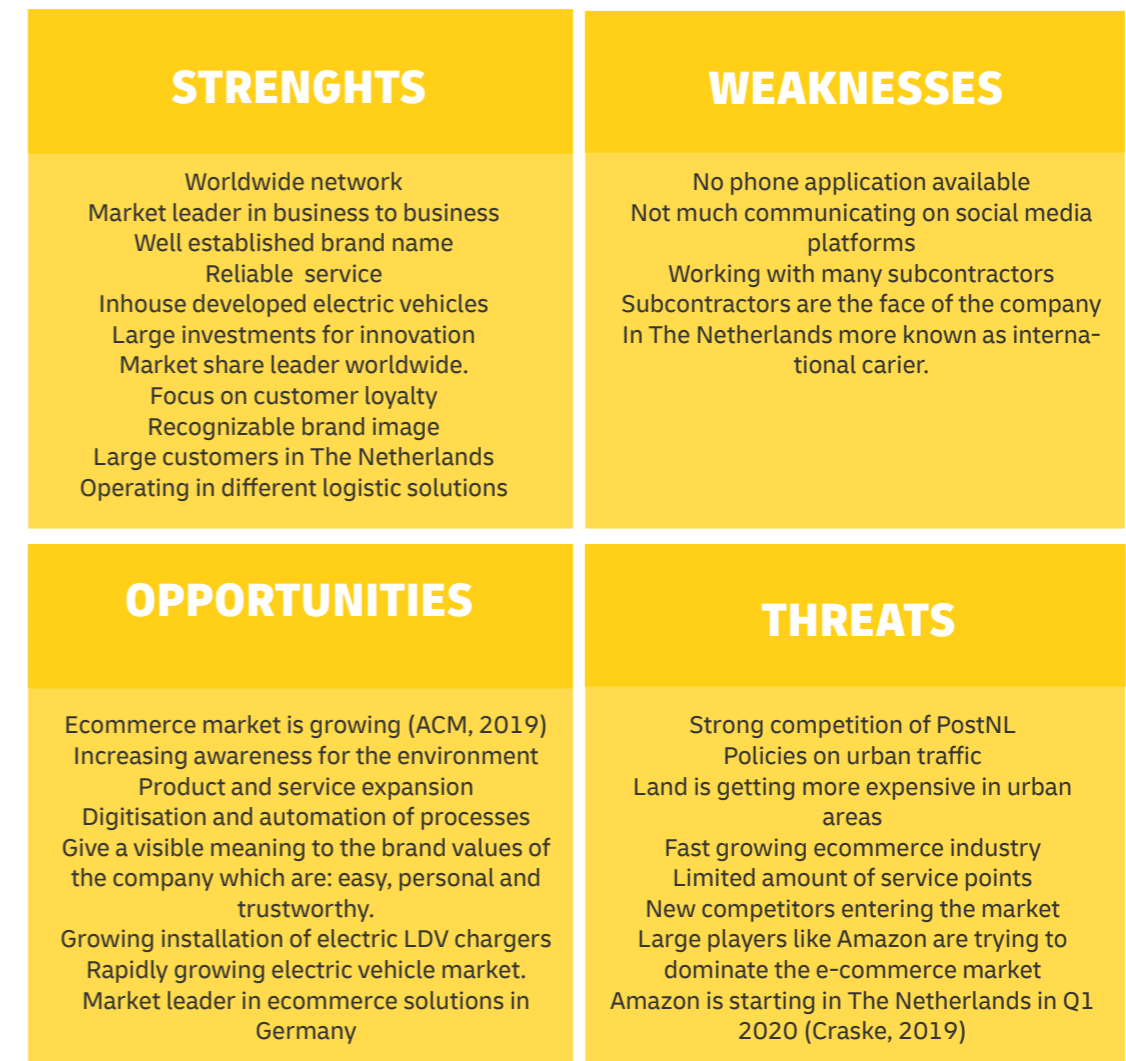 STRENGHTS
Worldwide network
Market leader in business to business
Well established brand name
Reliable  service
Inhouse developed electric vehicles
Large investments for innovation
Market share leader worldwide.
Focus on customer loyalty
Recognizable brand image
Large customers in The Netherlands
Operating in different logistic solutions
WEAKNESSES
No phone application available
Not much communicating on social media
platforms
Working with many subcontractors
Subcontractors are the face of the company
In The Netherlands more known as interna-
tional carier.
OPPORTUNITIES
Ecommerce market is growing (ACM, 2019)
Increasing awareness for the environment
Product and service expansion
Digitisation and automation of processes
Give a visible meaning to the brand values of
the company which are: easy, personal and
trustworthy.
Growing installation of electric LDV chargers
Rapidly growing electric vehicle market.
Market leader in ecommerce solutions in
Germany
THREATS
Strong competition of PostNL
Policies on urban traffic
Land is getting more expensive in urban
areas
Fast growing ecommerce industry
Limited amount of service points
New competitors entering the market
Large players like Amazon are trying to
dominate the e-commerce market
Amazon is starting in The Netherlands in Q1
2020 (Craske, 2019)